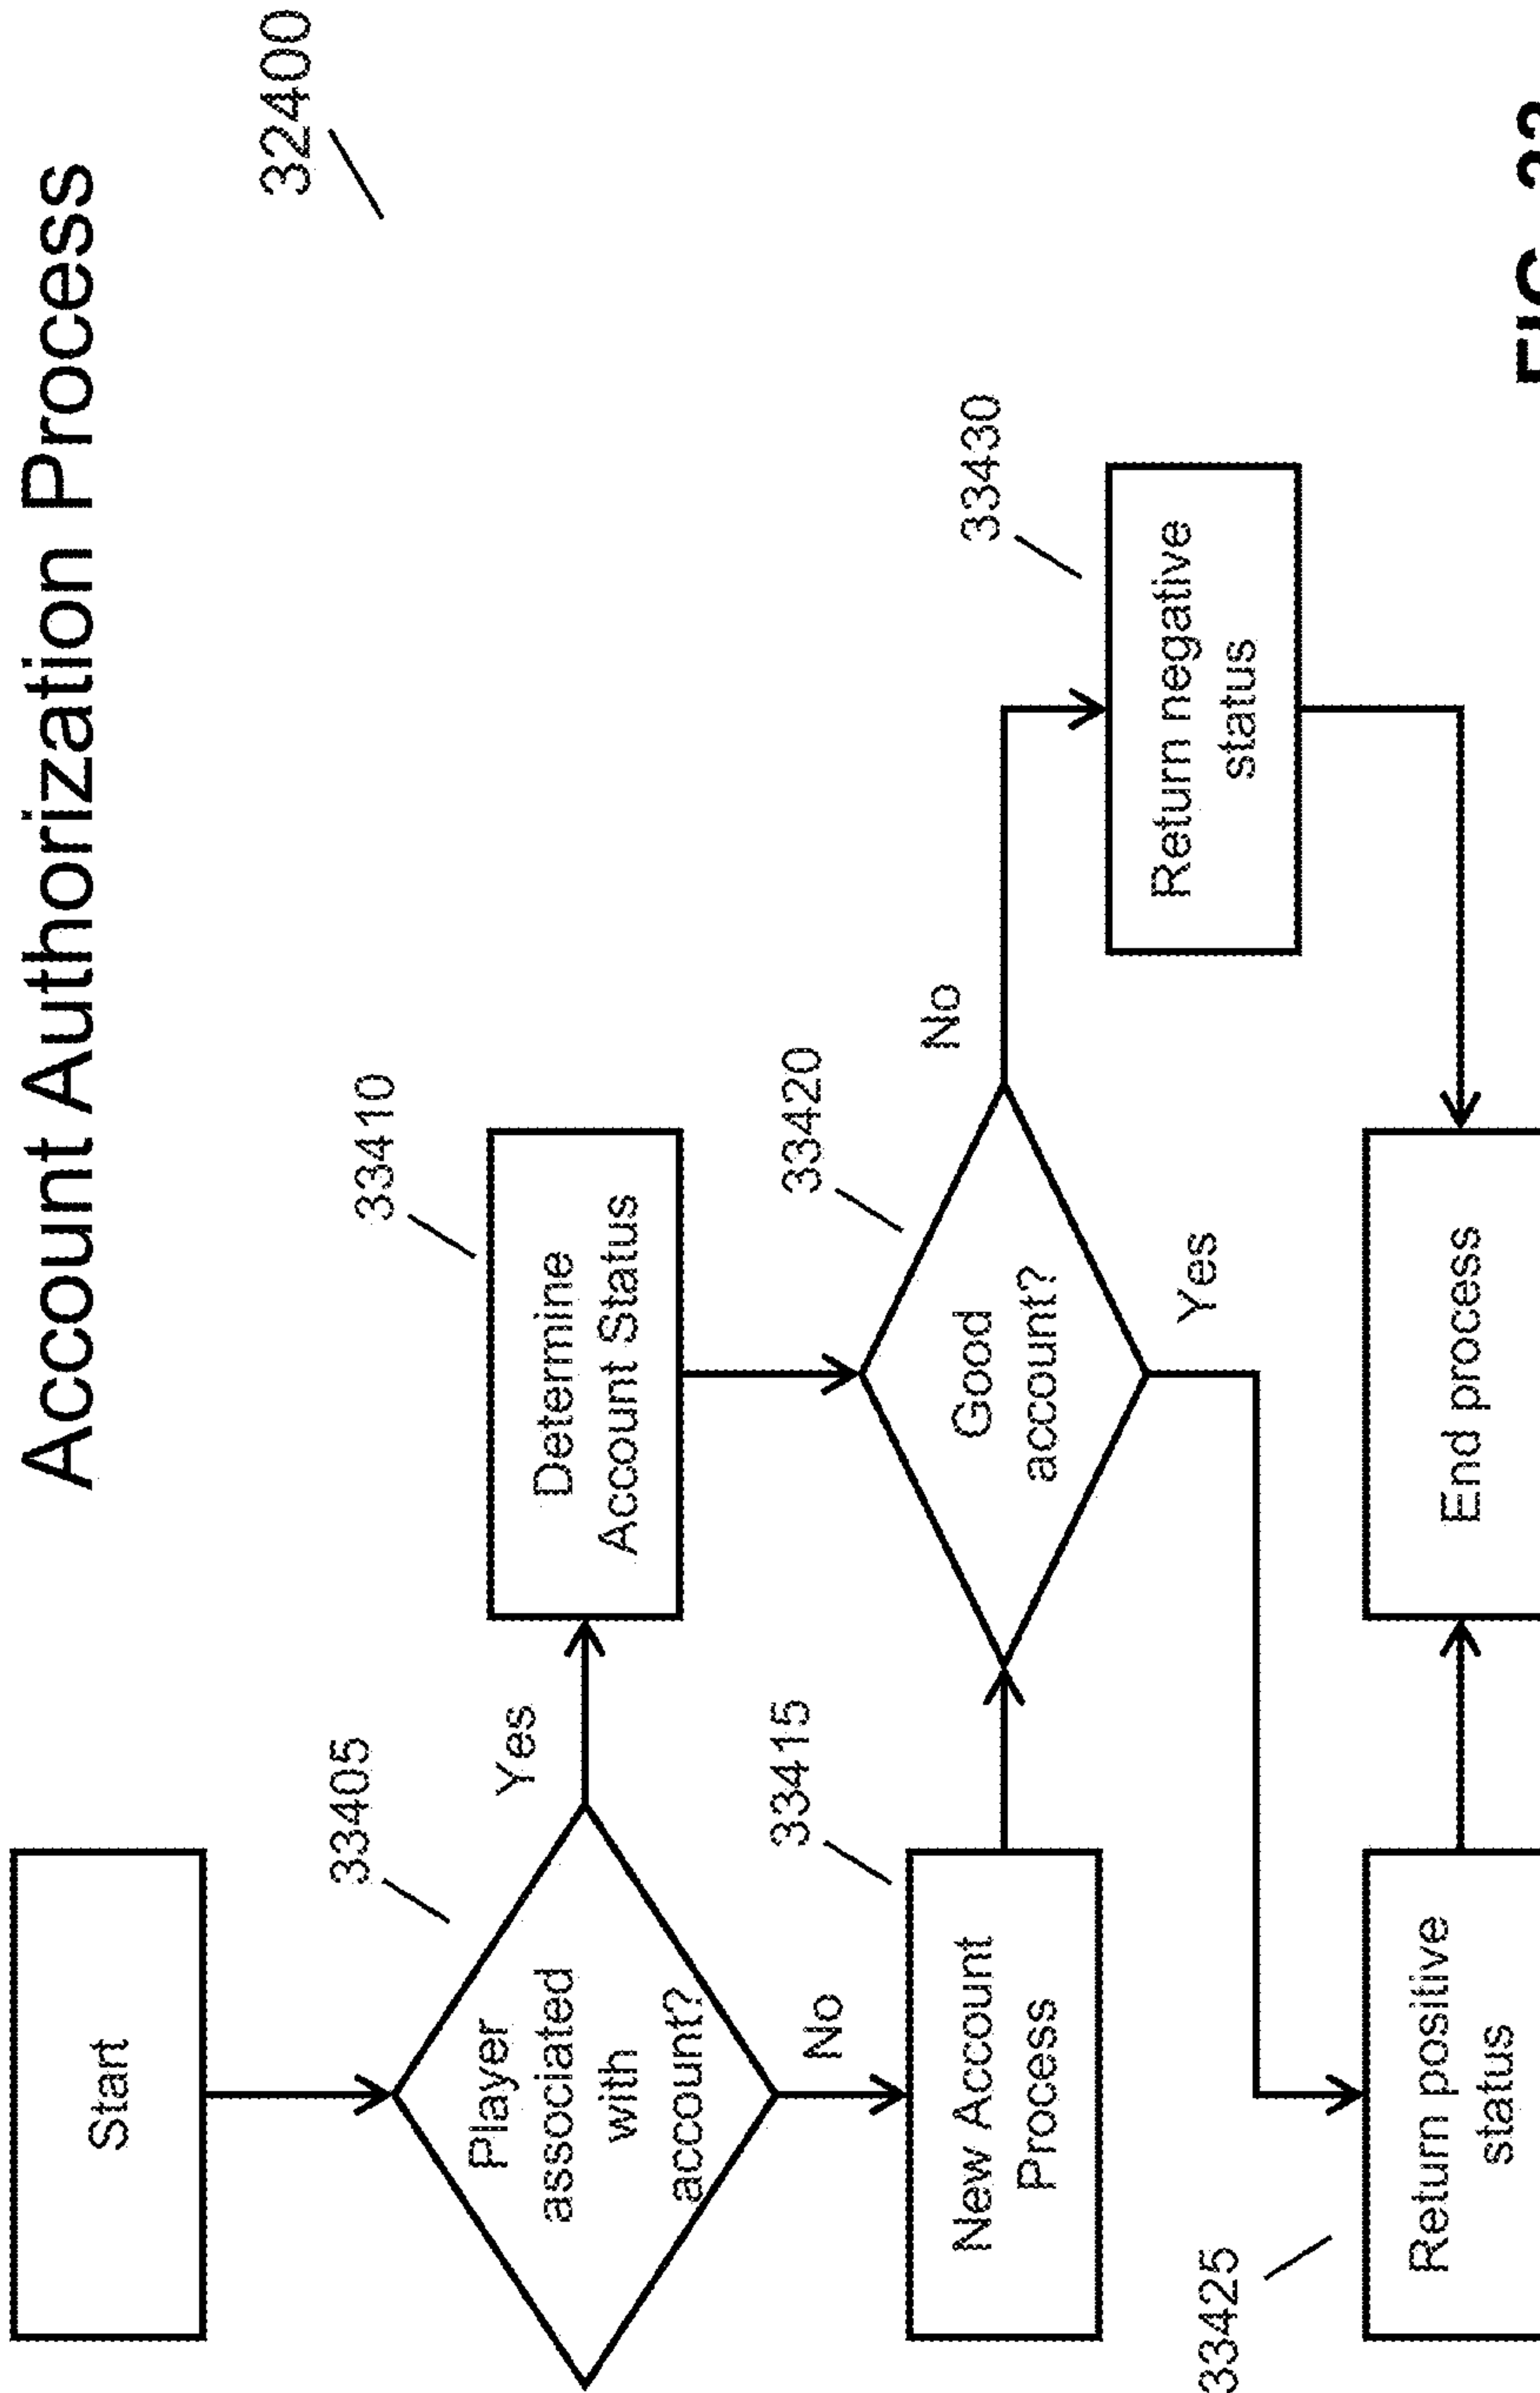 Account Authorization Process
32400
Start
33405
Player
associated
with
account?
Yes
No
33410
Determine
Account Status
33415
New Account
Process
33420
Good
account?
No
Yes
33430
Return negative
status
33425
Return positive
status
End process